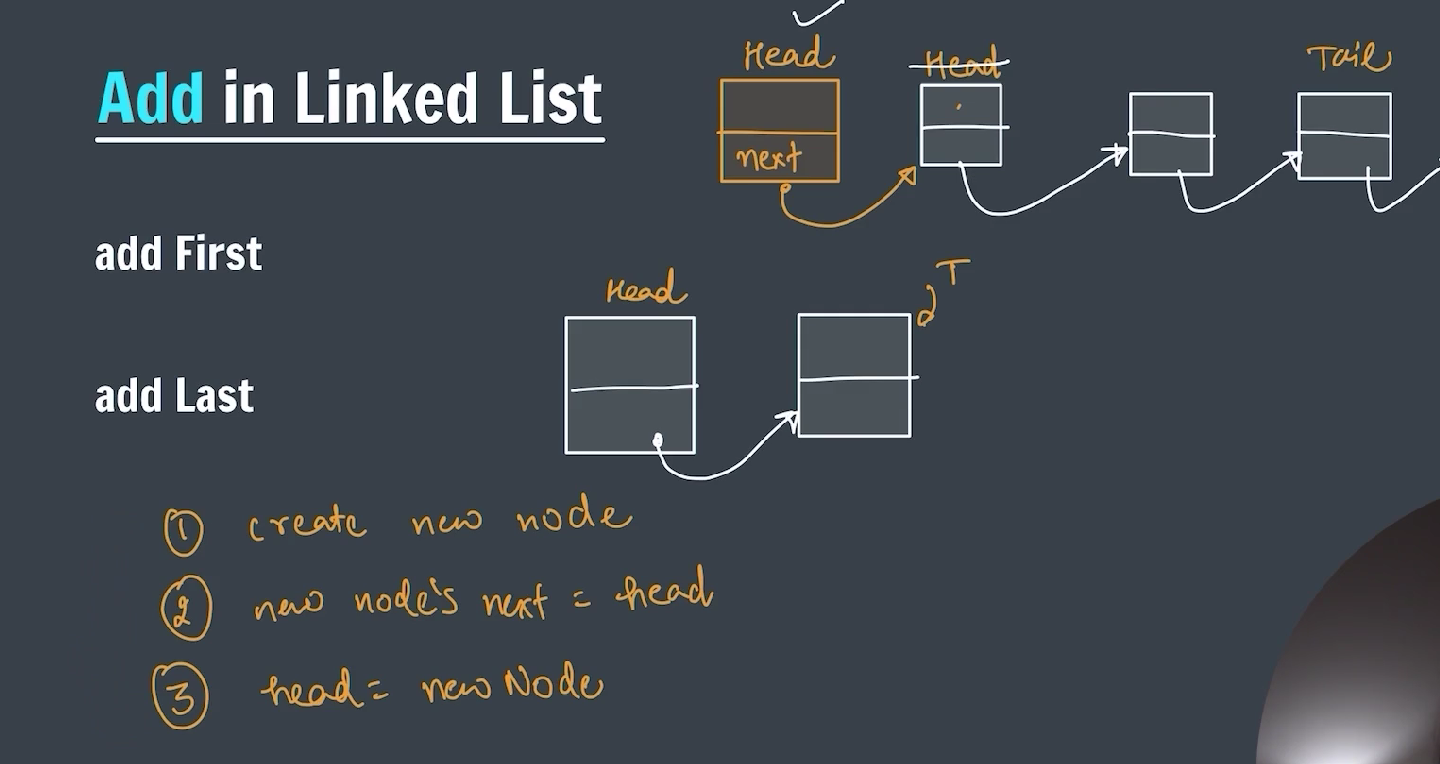 Add in Linked List
Head
Head
Tail
next
add First
Head
T
add Last
1 create new node
2 new node's next = head
3 head = new Node